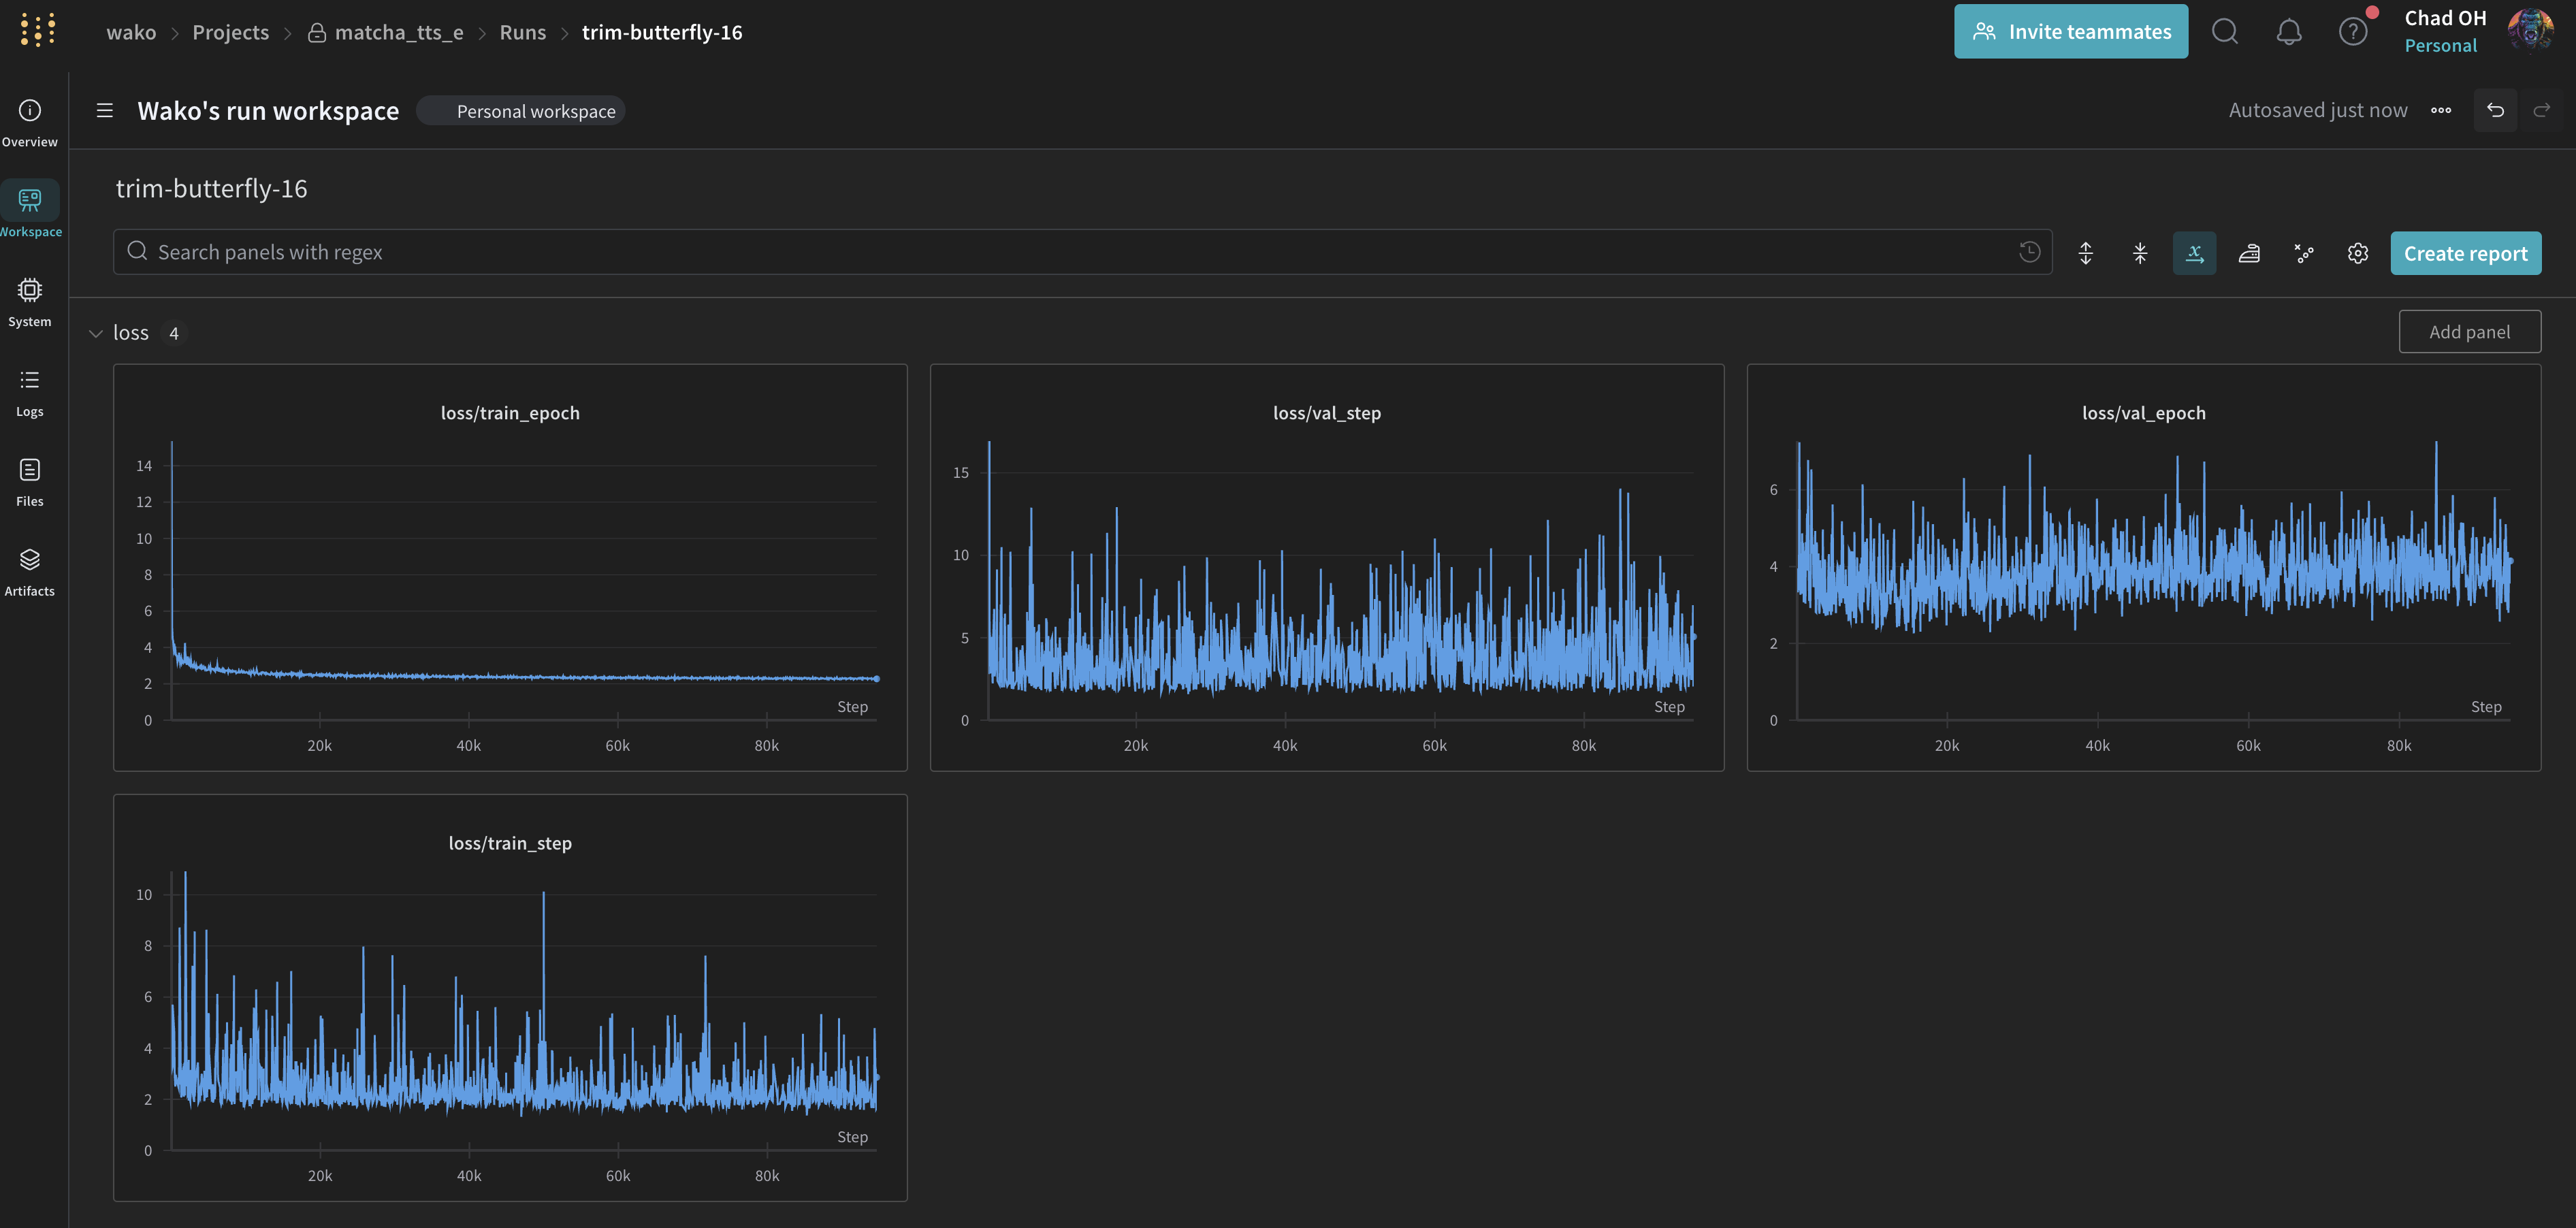 wako > Projects > matcha_tts_e > Runs > trim-butterfly-16
Invite teammates
Chad OH
Personal
Overview
Workspace
System
Logs
Files
Artifacts
Wako's run workspace
Personal workspace
Autosaved just now
trim-butterfly-16
Search panels with regex
Create report
loss 4
Add panel
loss/train_epoch
14
12
10
8
6
4
2
0
Step
20k 40k 60k 80k
loss/val_step
15
10
5
0
Step
20k 40k 60k 80k
loss/val_epoch
6
4
2
0
Step
20k 40k 60k 80k
loss/train_step
10
8
6
4
2
0
Step
20k 40k 60k 80k